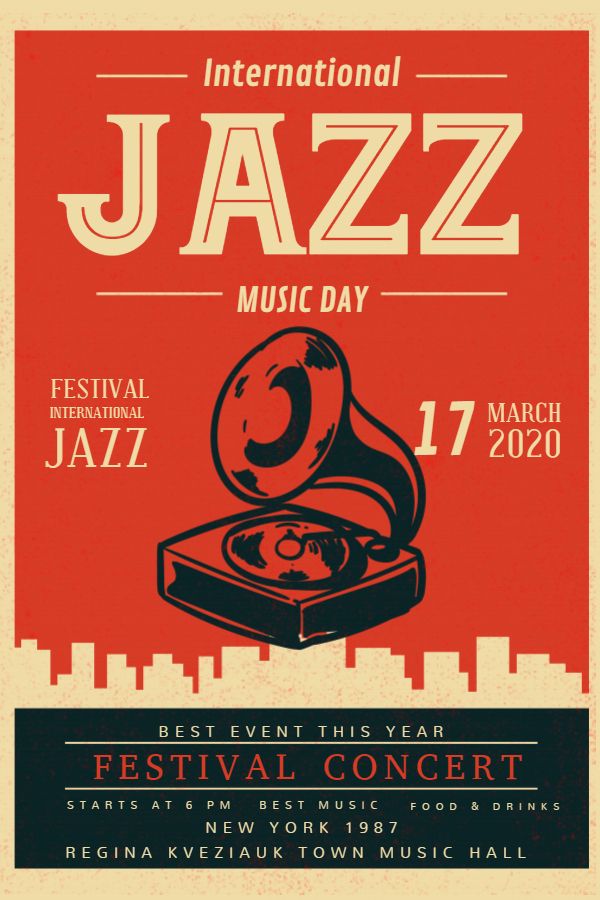 International
JAZZ
MUSIC DAY
FESTIVAL
INTERNATIONAL
JAZZ
17 MARCH
2020
BEST EVENT THIS YEAR
FESTIVAL CONCERT
STARTS AT 6 PM BEST MUSIC FOOD & DRINKS
NEW YORK 1987
REGINA KVEZIAUK TOWN MUSIC HALL